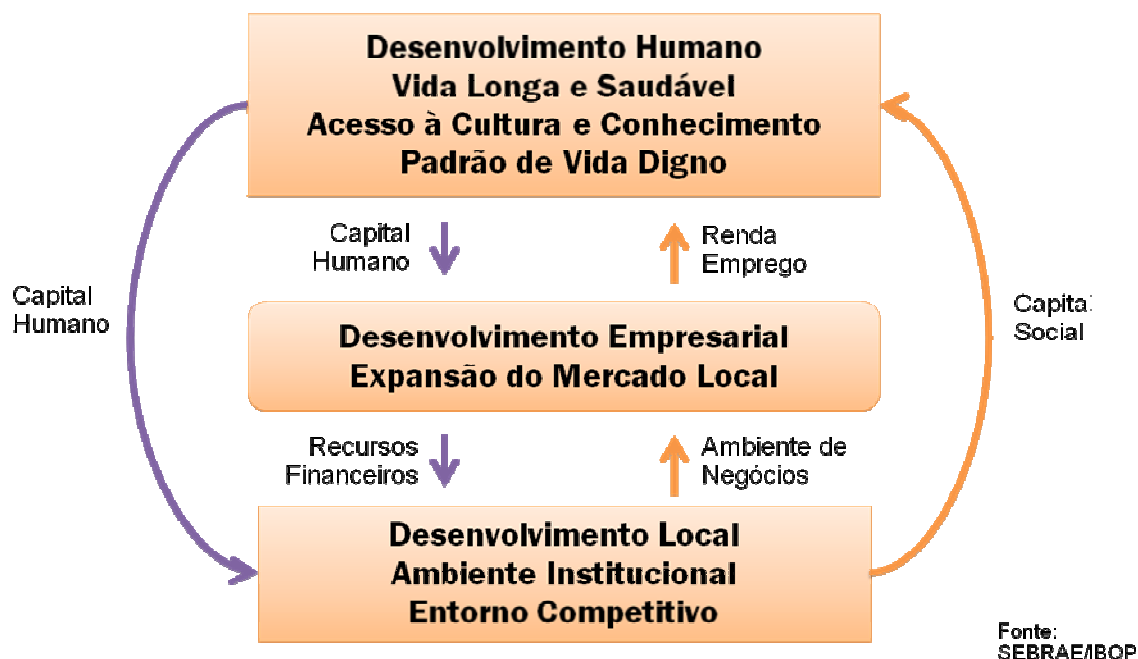 Desenvolvimento Humano
Vida Longa e Saudável
Acesso à Cultura e Conhecimento
Padrão de Vida Digno
Capital
Humano
Renda
Emprego
Capital
Humano
Desenvolvimento Empresarial
Expansão do Mercado Local
Capital
Social
Recursos
Financeiros
Ambiente de
Negócios
Desenvolvimento Local
Ambiente Institucional
Entorno Competitivo
Fonte:
SEBRAE/IBQP